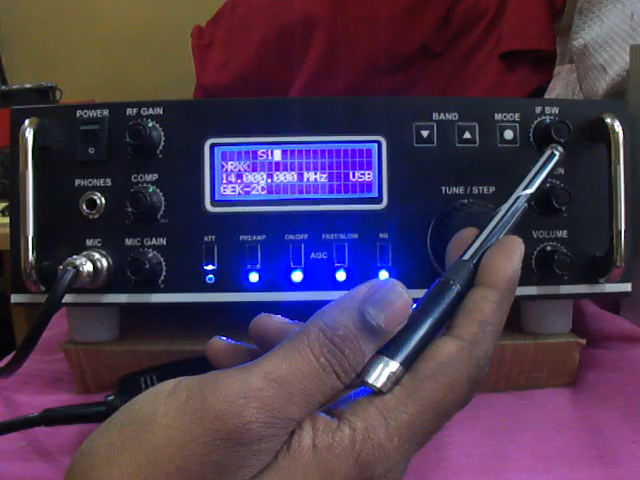 POWER
RF GAIN
BAND
MODE
IF BW
S1
>RX<
14.000.000 MHz USB
GEK-2C
PHONES
COMP
TUNE / STEP
MIC
MIC GAIN
ATT
PREAMP
ON/OFF
FAST/SLOW
NB
AGC
VOLUME